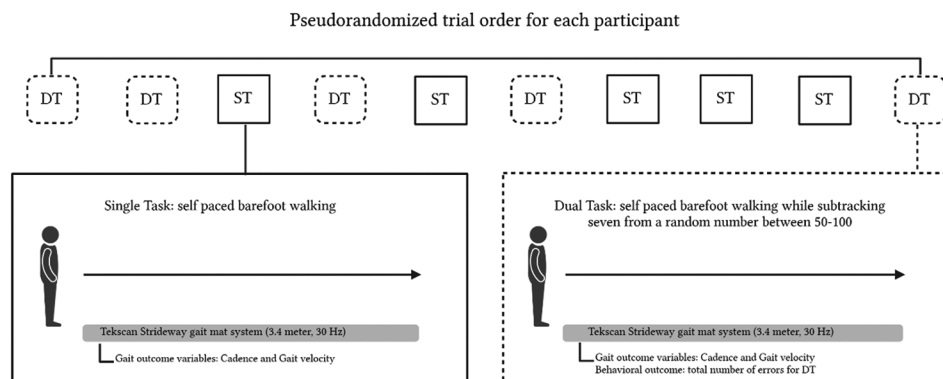 Pseudorandomized trial order for each participant
DT DT ST DT ST DT ST ST ST DT
Single Task: self paced barefoot walking
Tekscan Strideway gait mat system (3.4 meter, 30 Hz)
Gait outcome variables: Cadence and Gait velocity
Dual Task: self paced barefoot walking while subtracting
seven from a random number between 50-100
Tekscan Strideway gait mat system (3.4 meter, 30 Hz)
Gait outcome variables: Cadence and Gait velocity
Behavioral outcome: total number of errors for DT